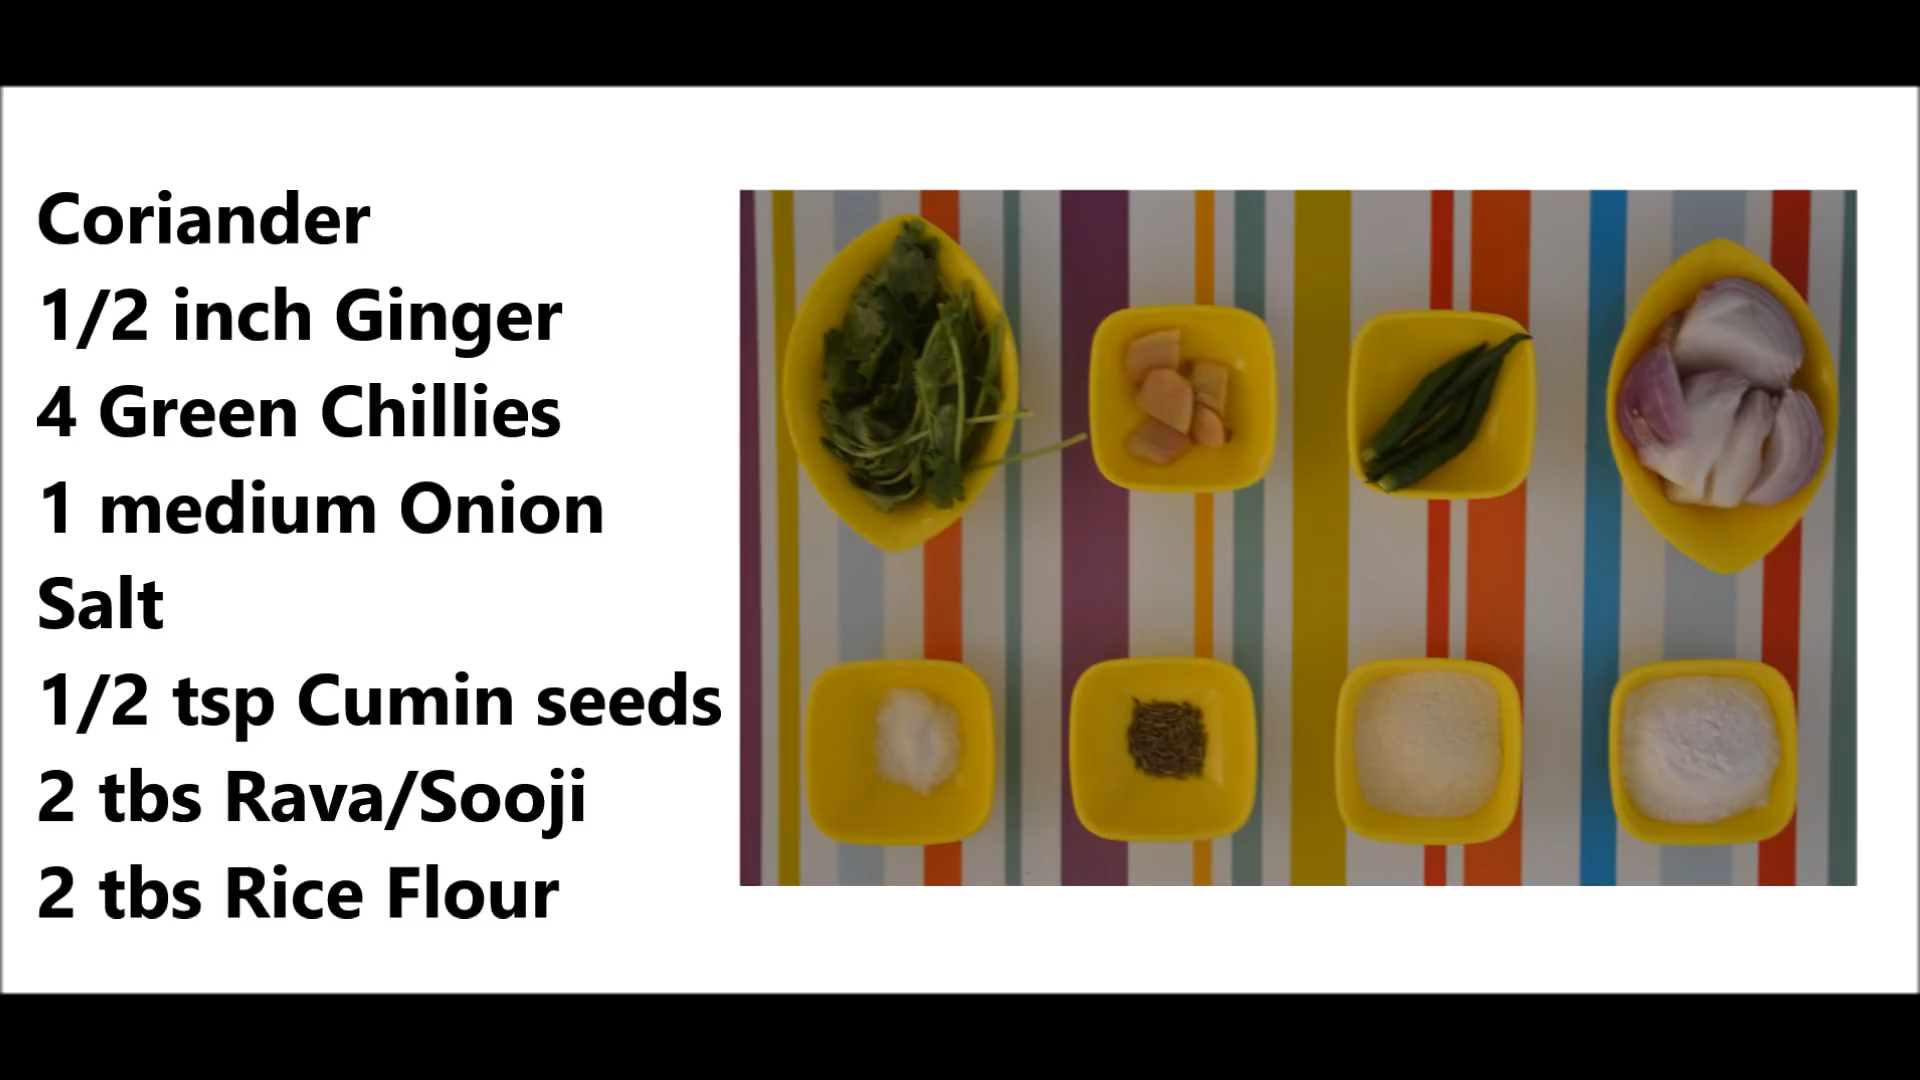 Coriander
1/2 inch Ginger
4 Green Chillies
1 medium Onion
Salt
1/2 tsp Cumin seeds
2 tbs Rava/Sooji
2 tbs Rice Flour